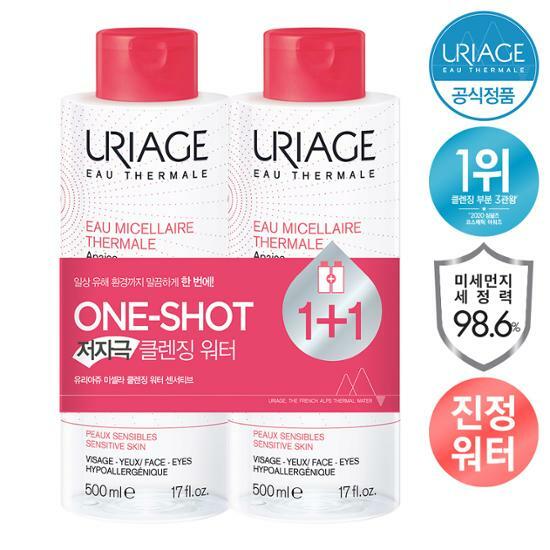 URIAGE
EAU THERMALE
EAU MICELLAIRE
THERMALE
URIAGE
EAU THERMALE
EAU MICELLAIRE
THERMALE
일상 유해 환경까지 말끔하게 한 번에!
ONE-SHOT
저자극 클렌징 워터
유리아쥬 미셀라 클렌징 워터 센서티브
1+1
URIAGE, THE FRENCH ALPS THERMAL WATER
PEAUX SENSIBLES
SENSITIVE SKIN
VISAGE - YEUX/ FACE - EYES
HYPOALLERGÉNIQUE
500 ml e 17 fl.oz.
PEAUX SENSIBLES
SENSITIVE SKIN
VISAGE - YEUX/ FACE - EYES
HYPOALLERGÉNIQUE
500 ml e 17 fl.oz.
URIAGE
EAU THERMALE
공식정품
1위
클렌징 부분 3관왕
미세먼지
세정력
98.6%
진정
워터